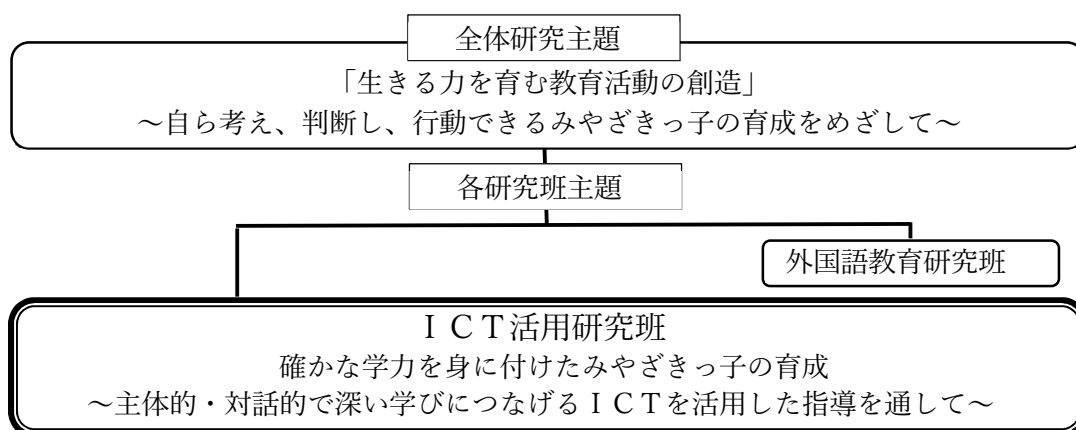 全体研究主題
「生きる力を育む教育活動の創造」
～自ら考え、判断し、行動できるみやざきっ子の育成をめざして～
各研究班主題
外国語教育研究班
ＩＣＴ活用研究班
確かな学力を身に付けたみやざきっ子の育成
～主体的・対話的で深い学びにつなげるＩＣＴを活用した指導を通して～